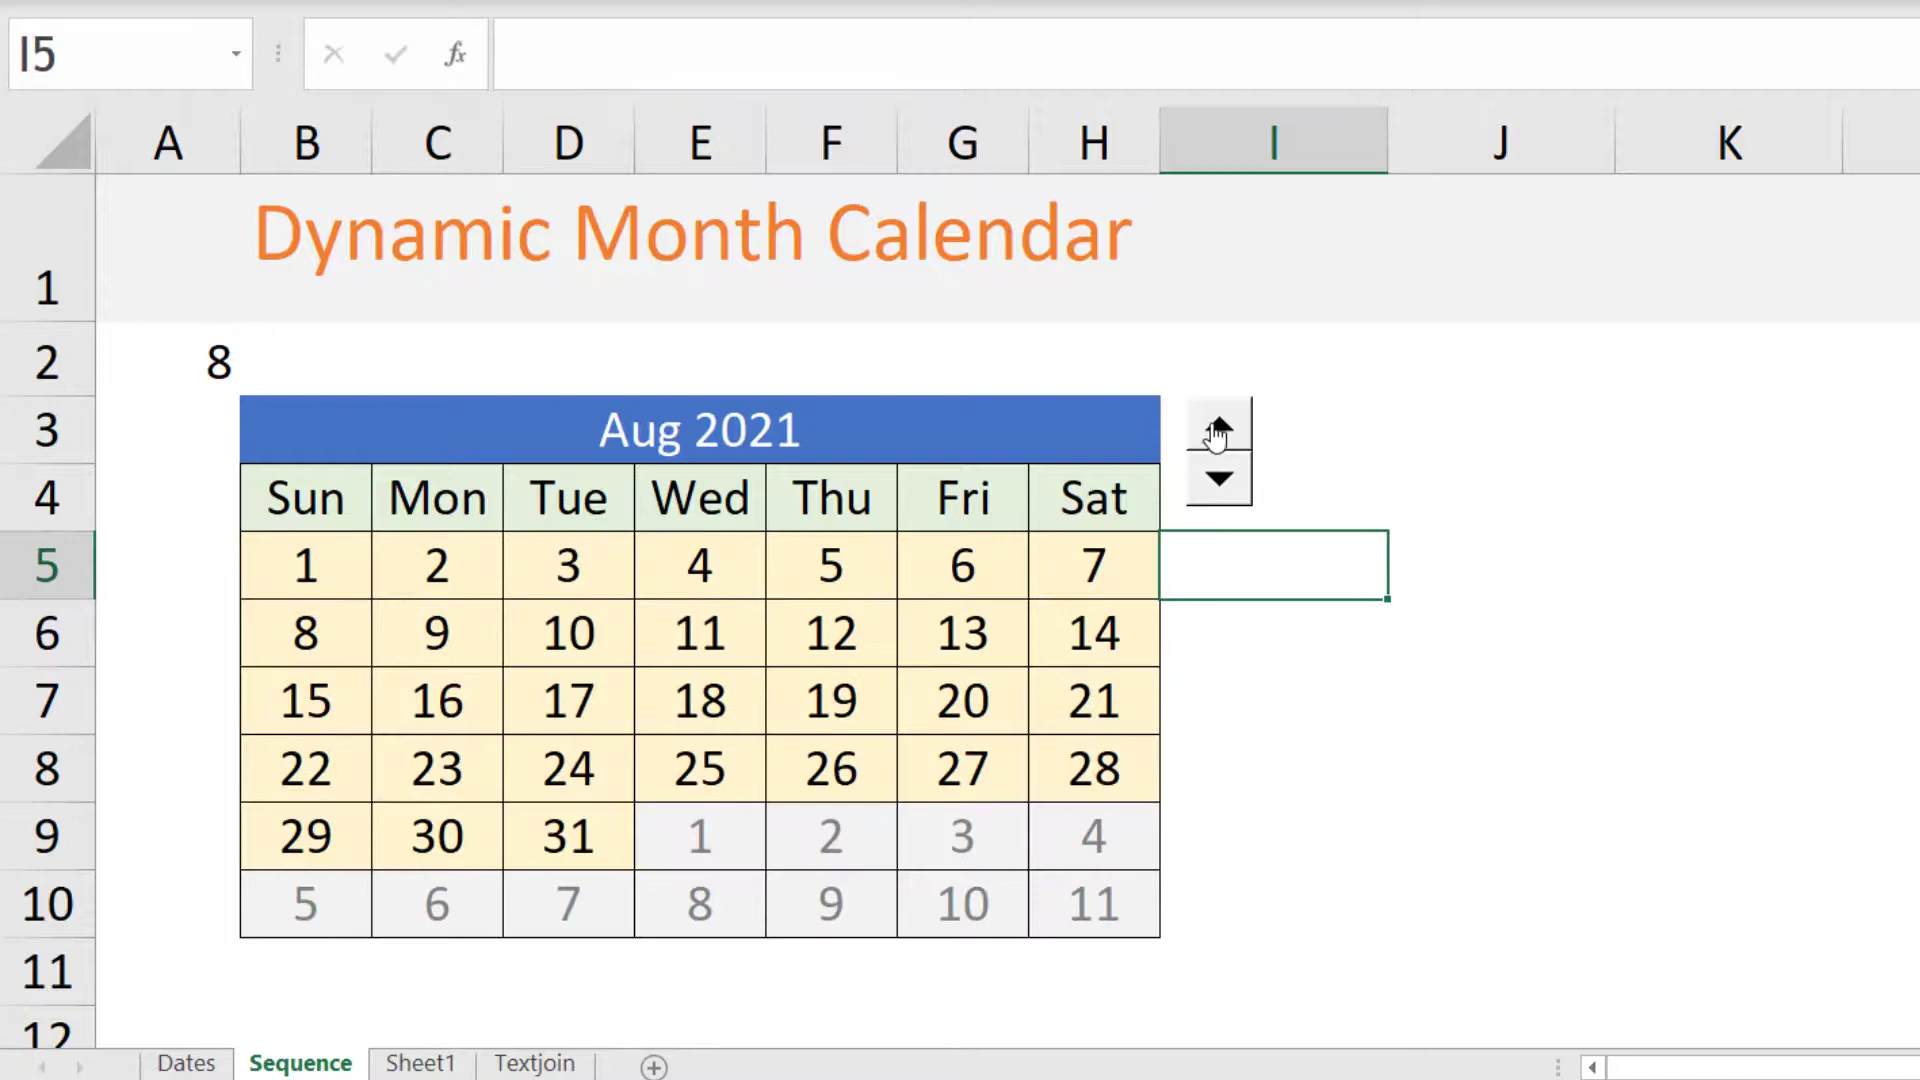 I5 fx
A B C D E F G H I J K
1 Dynamic Month Calendar
2 8
3 Aug 2021
4 Sun Mon Tue Wed Thu Fri Sat
5 1 2 3 4 5 6 7
6 8 9 10 11 12 13 14
7 15 16 17 18 19 20 21
8 22 23 24 25 26 27 28
9 29 30 31 1 2 3 4
10 5 6 7 8 9 10 11
11
12
Dates Sequence Sheet1 Textjoin